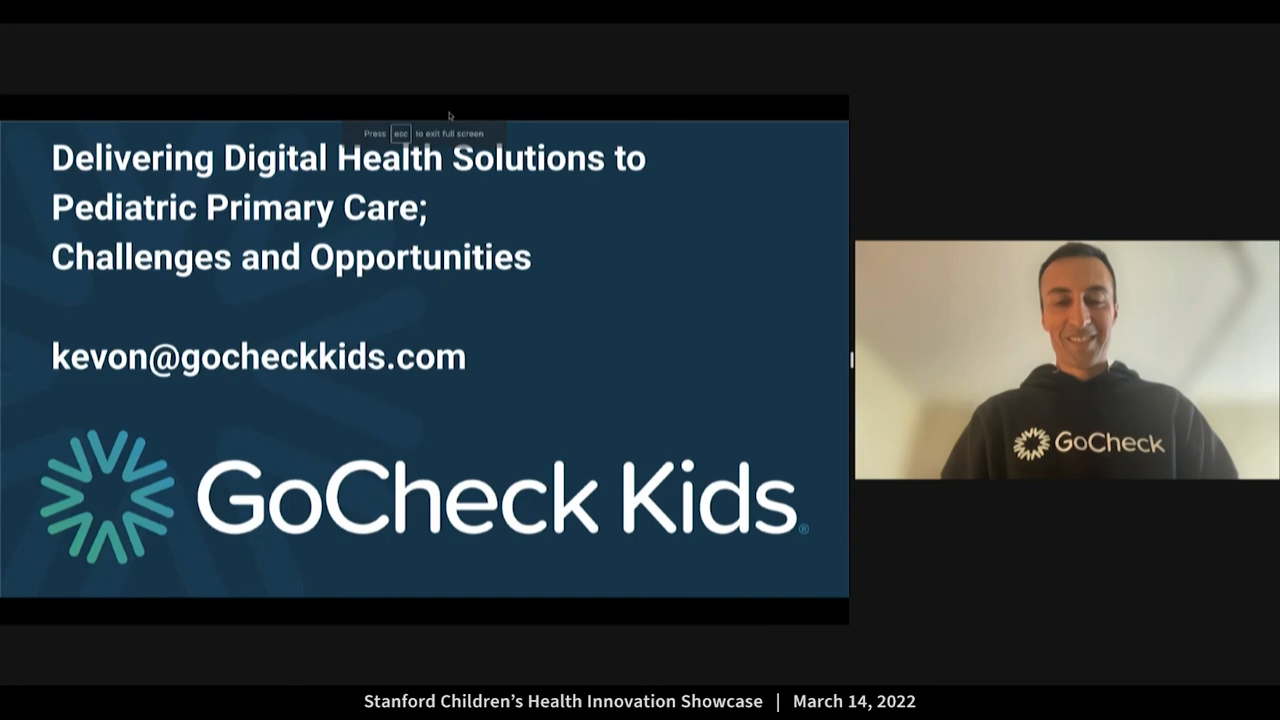 Press esc to exit full screen
Delivering Digital Health Solutions to
Pediatric Primary Care;
Challenges and Opportunities
kevon@gocheckkids.com
GoCheck Kids®
GoCheck
Stanford Children’s Health Innovation Showcase | March 14, 2022